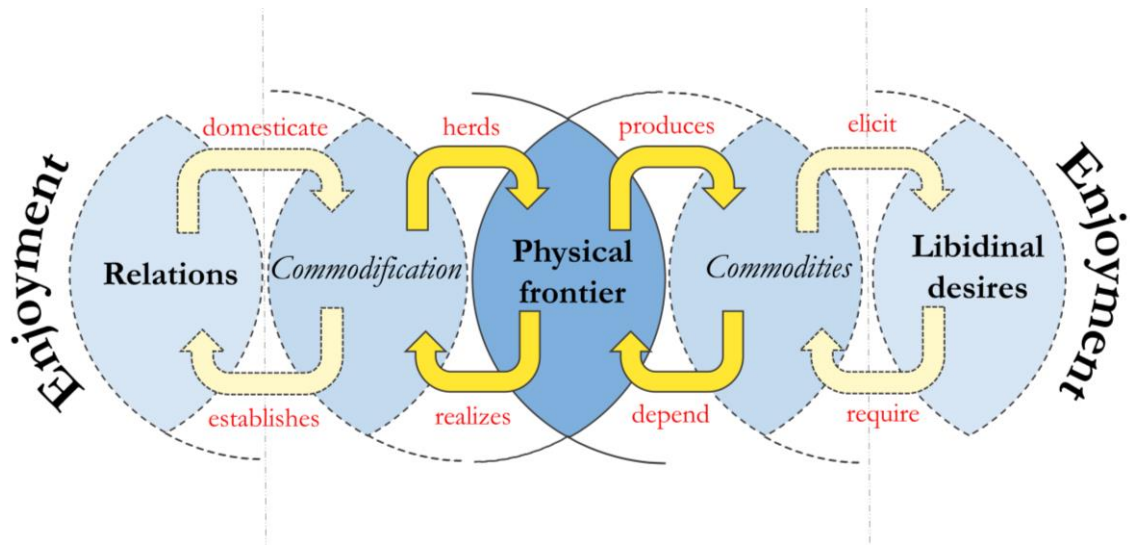 domesticate
herds
produces
elicit
Enjoyment
Relations
Commodification
Physical
frontier
Commodities
Libidinal
desires
Enjoyment
establishes
realizes
depend
require